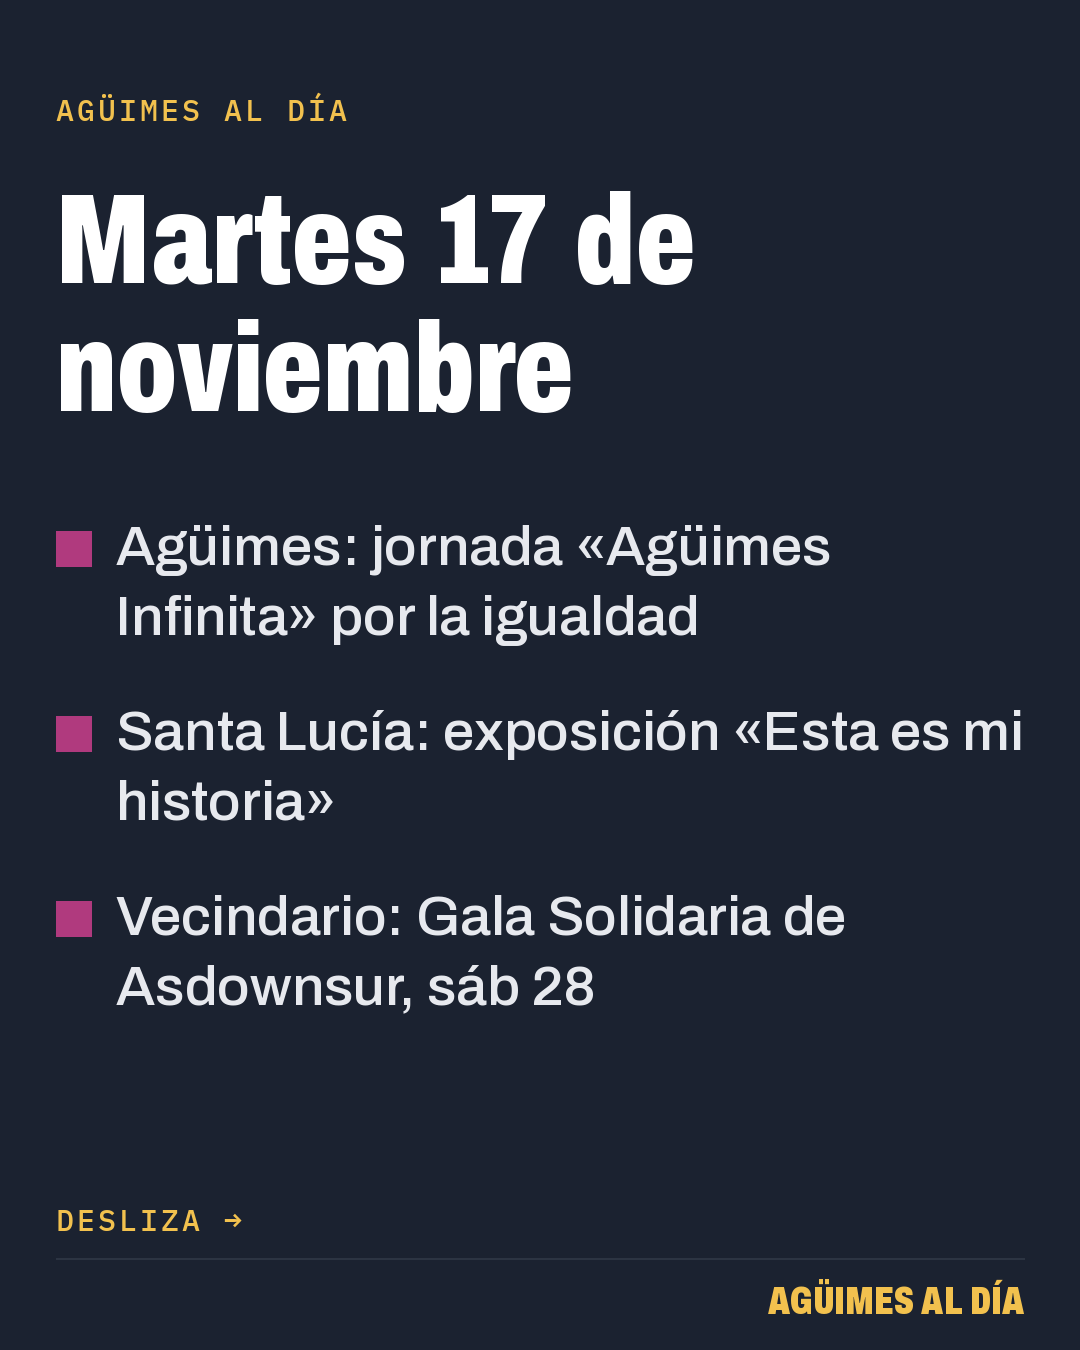 AGÜIMES AL DÍA
Martes 17 de
noviembre
Agüimes: jornada «Agüimes
Infinita» por la igualdad
Santa Lucía: exposición «Esta es mi
historia»
Vecindario: Gala Solidaria de
Asdownsur, sáb 28
DESLIZA →
AGÜIMES AL DÍA